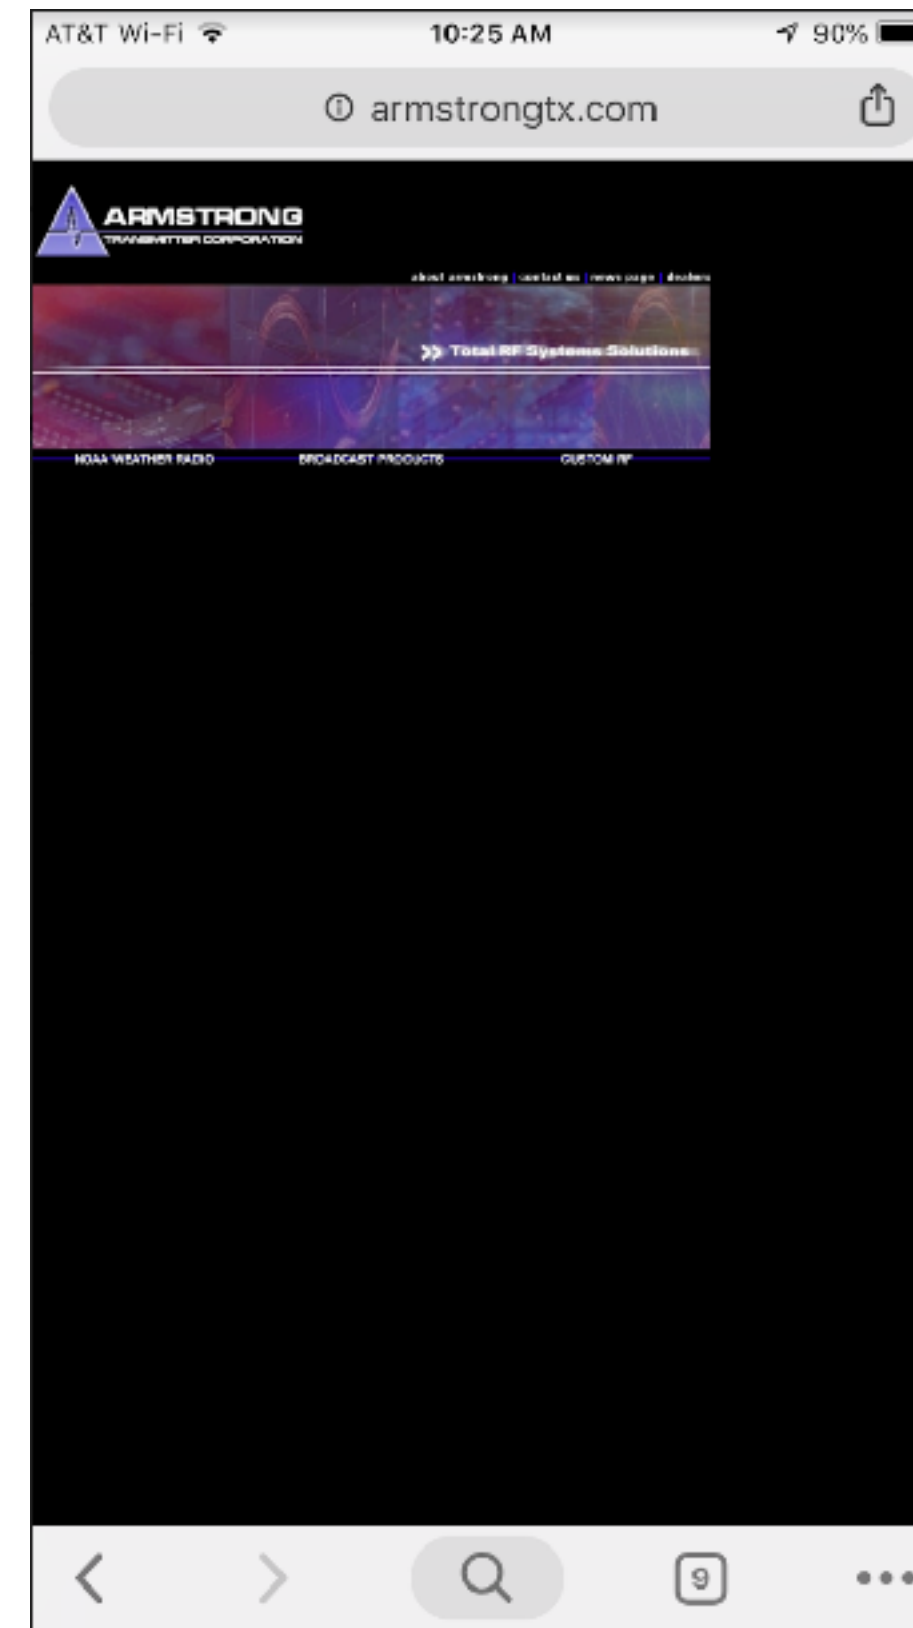 AT&T Wi-Fi 10:25 AM 90%
armstrongtx.com
ARMSTRONG
TRANSMITTER CORPORATION
about armstrong | contact us | news page | dealers
>> Total RF Systems Solutions
NOAA WEATHER RADIO BROADCAST PRODUCTS CUSTOM RF
9